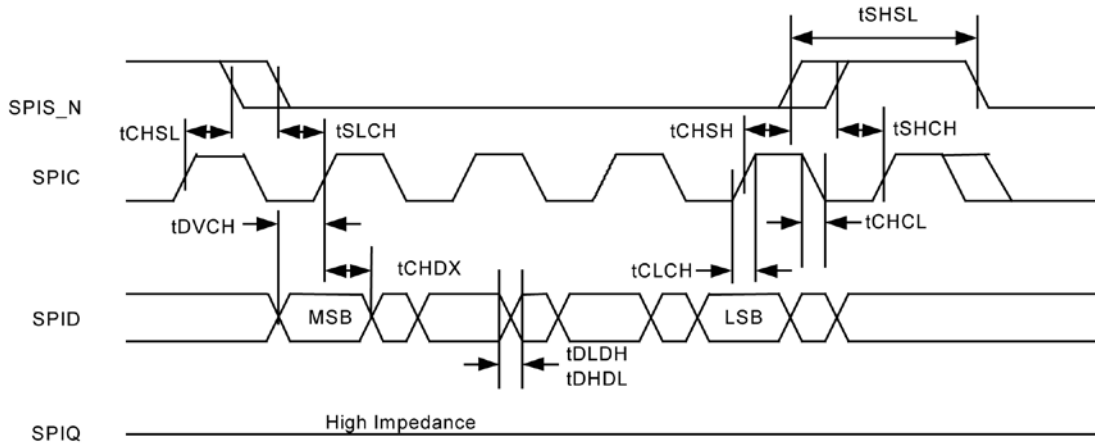 tSHSL
SPIS_N
tCHSL
tSLCH
tCHSH
tSHCH
SPIC
tDVCH
tCHDX
tCLCH
tCHCL
SPID
MSB
LSB
tDLDH
tDHDL
High Impedance
SPIQ